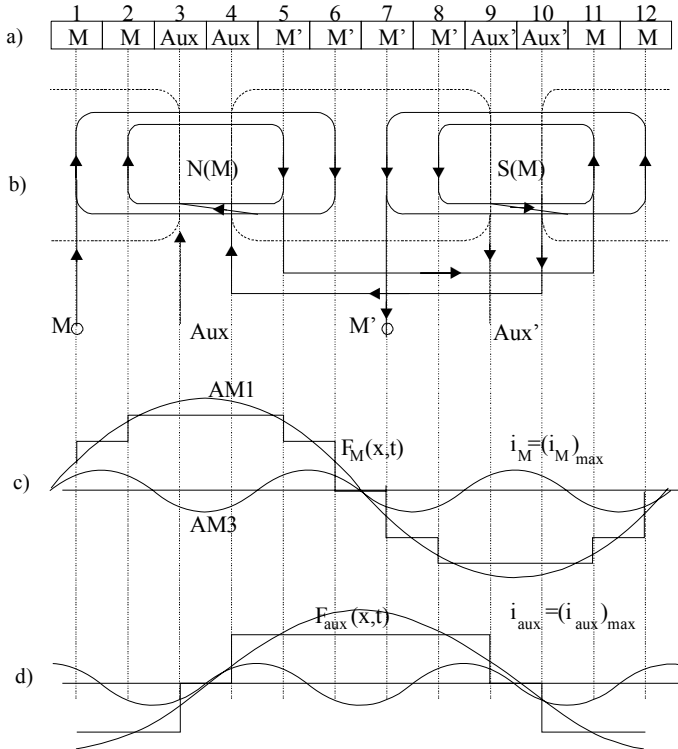 1 2 3 4 5 6 7 8 9 10 11 12
a) M M Aux Aux M' M' M' M' Aux' Aux' M M
N(M) S(M)
b)
M Aux M' Aux'
AM1
F_M(x,t) i_M=(i_M)_max
c)
AM3
F_aux(x,t) i_aux=(i_aux)_max
d)